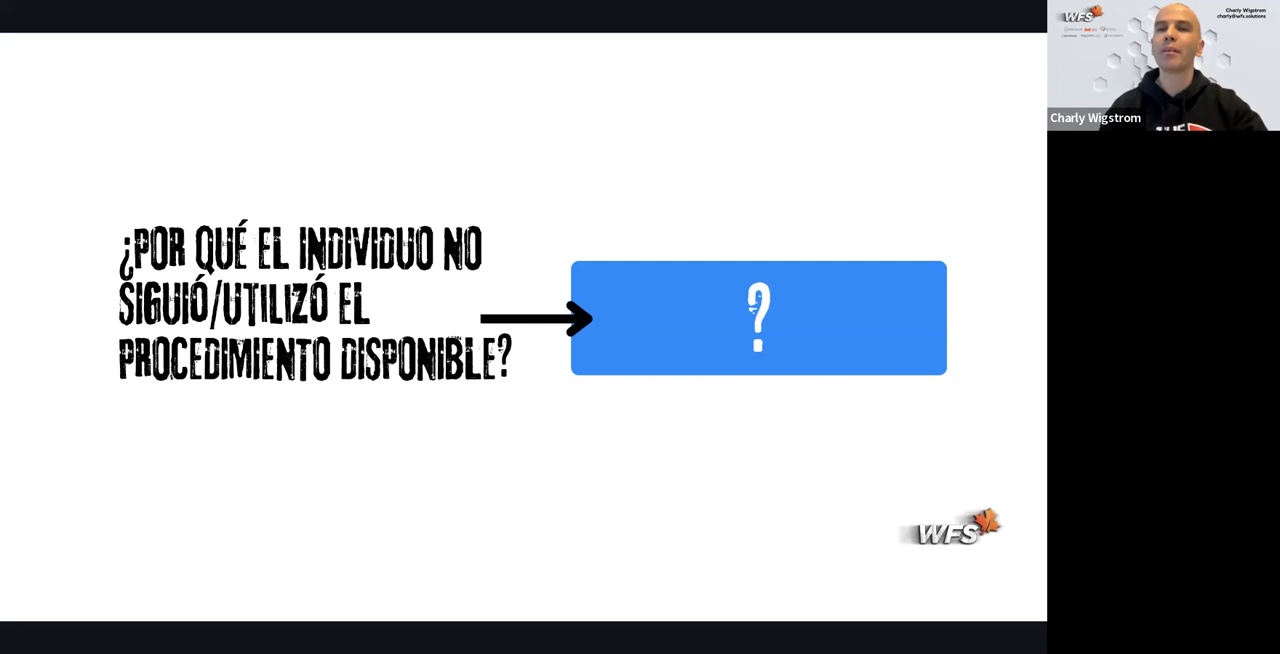 ¿POR QUÉ EL INDIVIDUO NO
SIGUIÓ/UTILIZÓ EL
PROCEDIMIENTO DISPONIBLE?
?
WFS
WFS
Charly Wigstrom
charly@wfs.solutions
Charly Wigstrom